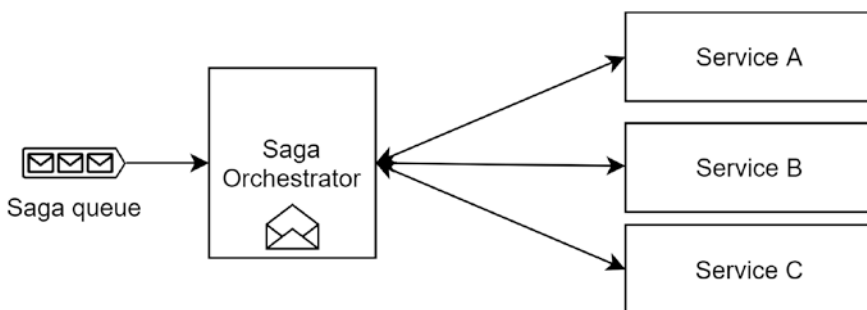 Saga queue
Saga
Orchestrator
Service A
Service B
Service C